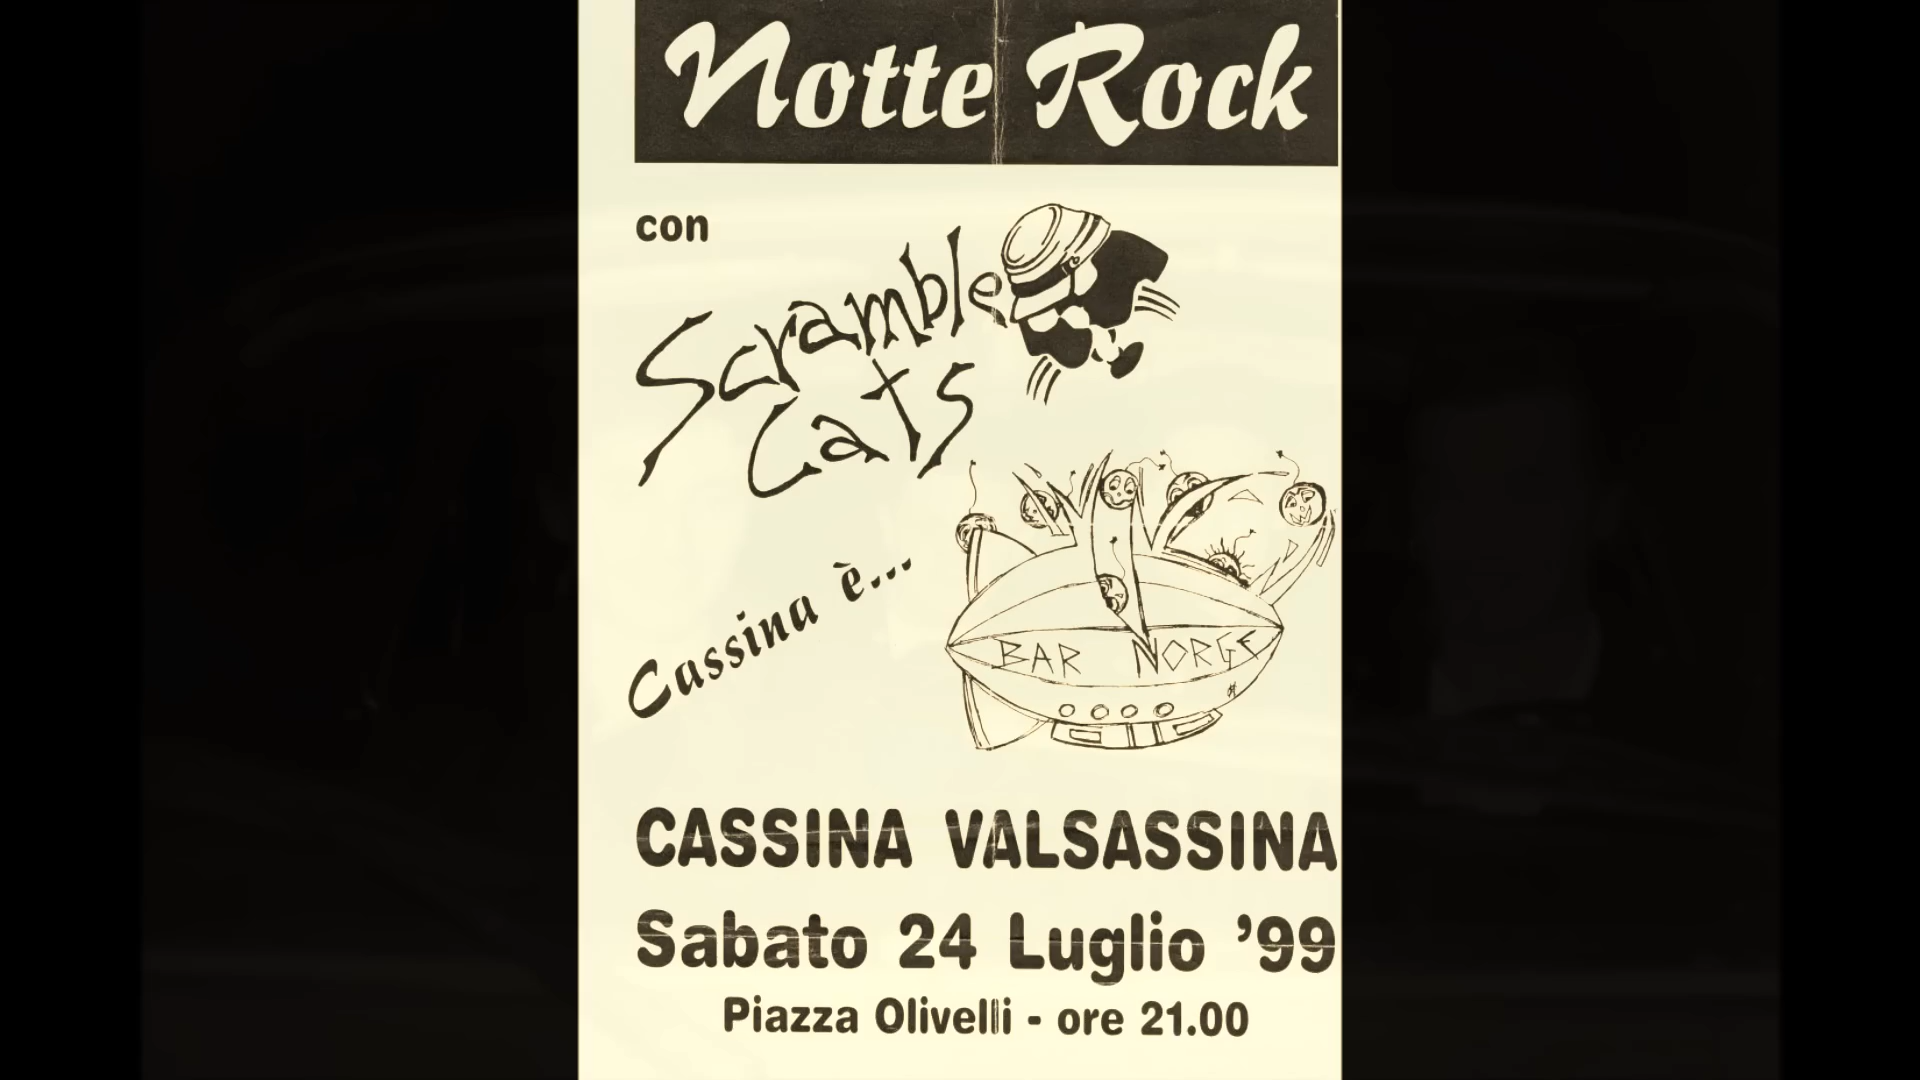 Notte Rock
con
Scramble
Cats
Cassina è...
BAR NORGE
CASSINA VALSASSINA
Sabato 24 Luglio '99
Piazza Olivelli - ore 21.00